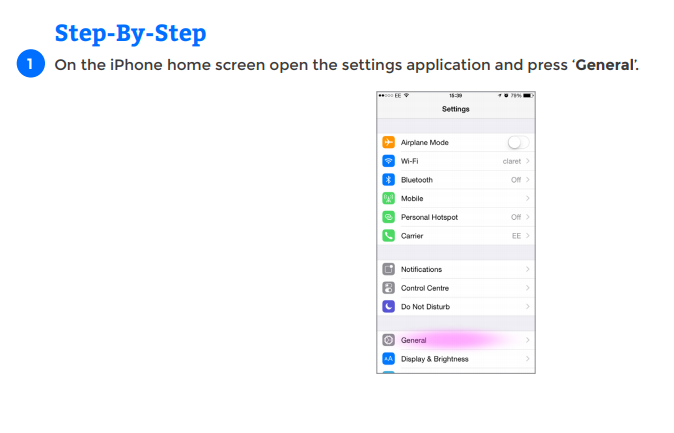 Step-By-Step
1 On the iPhone home screen open the settings application and press ‘General’.
EE 15:39 79%
Settings
Airplane Mode
Wi-Fi claret
Bluetooth Off
Mobile
Personal Hotspot Off
Carrier EE
Notifications
Control Centre
Do Not Disturb
General
AA Display & Brightness